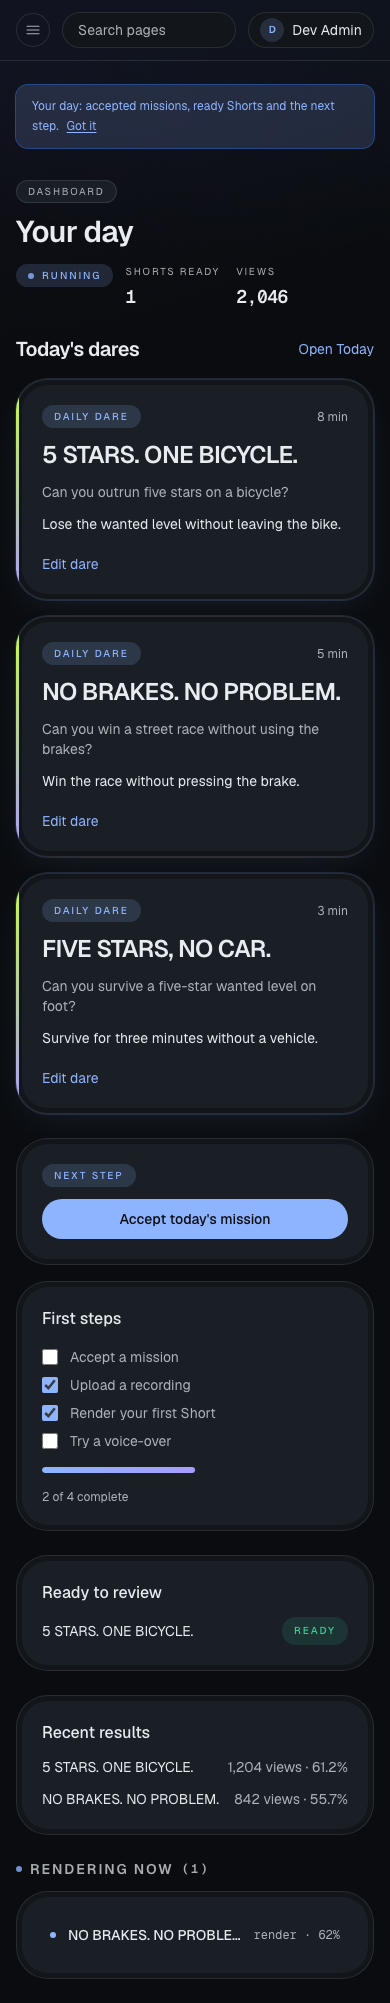 Search pages
D
Dev Admin
Your day: accepted missions, ready Shorts and the next
step. Got it
DASHBOARD
Your day
RUNNING
SHORTS READY
1
VIEWS
2,046
Today's dares
Open Today
DAILY DARE
8 min
5 STARS. ONE BICYCLE.
Can you outrun five stars on a bicycle?
Lose the wanted level without leaving the bike.
Edit dare
DAILY DARE
5 min
NO BRAKES. NO PROBLEM.
Can you win a street race without using the
brakes?
Win the race without pressing the brake.
Edit dare
DAILY DARE
3 min
FIVE STARS, NO CAR.
Can you survive a five-star wanted level on
foot?
Survive for three minutes without a vehicle.
Edit dare
NEXT STEP
Accept today's mission
First steps
Accept a mission
Upload a recording
Render your first Short
Try a voice-over
2 of 4 complete
Ready to review
5 STARS. ONE BICYCLE.
READY
Recent results
5 STARS. ONE BICYCLE.
1,204 views · 61.2%
NO BRAKES. NO PROBLEM.
842 views · 55.7%
RENDERING NOW (1)
NO BRAKES. NO PROBLE…
render · 62%